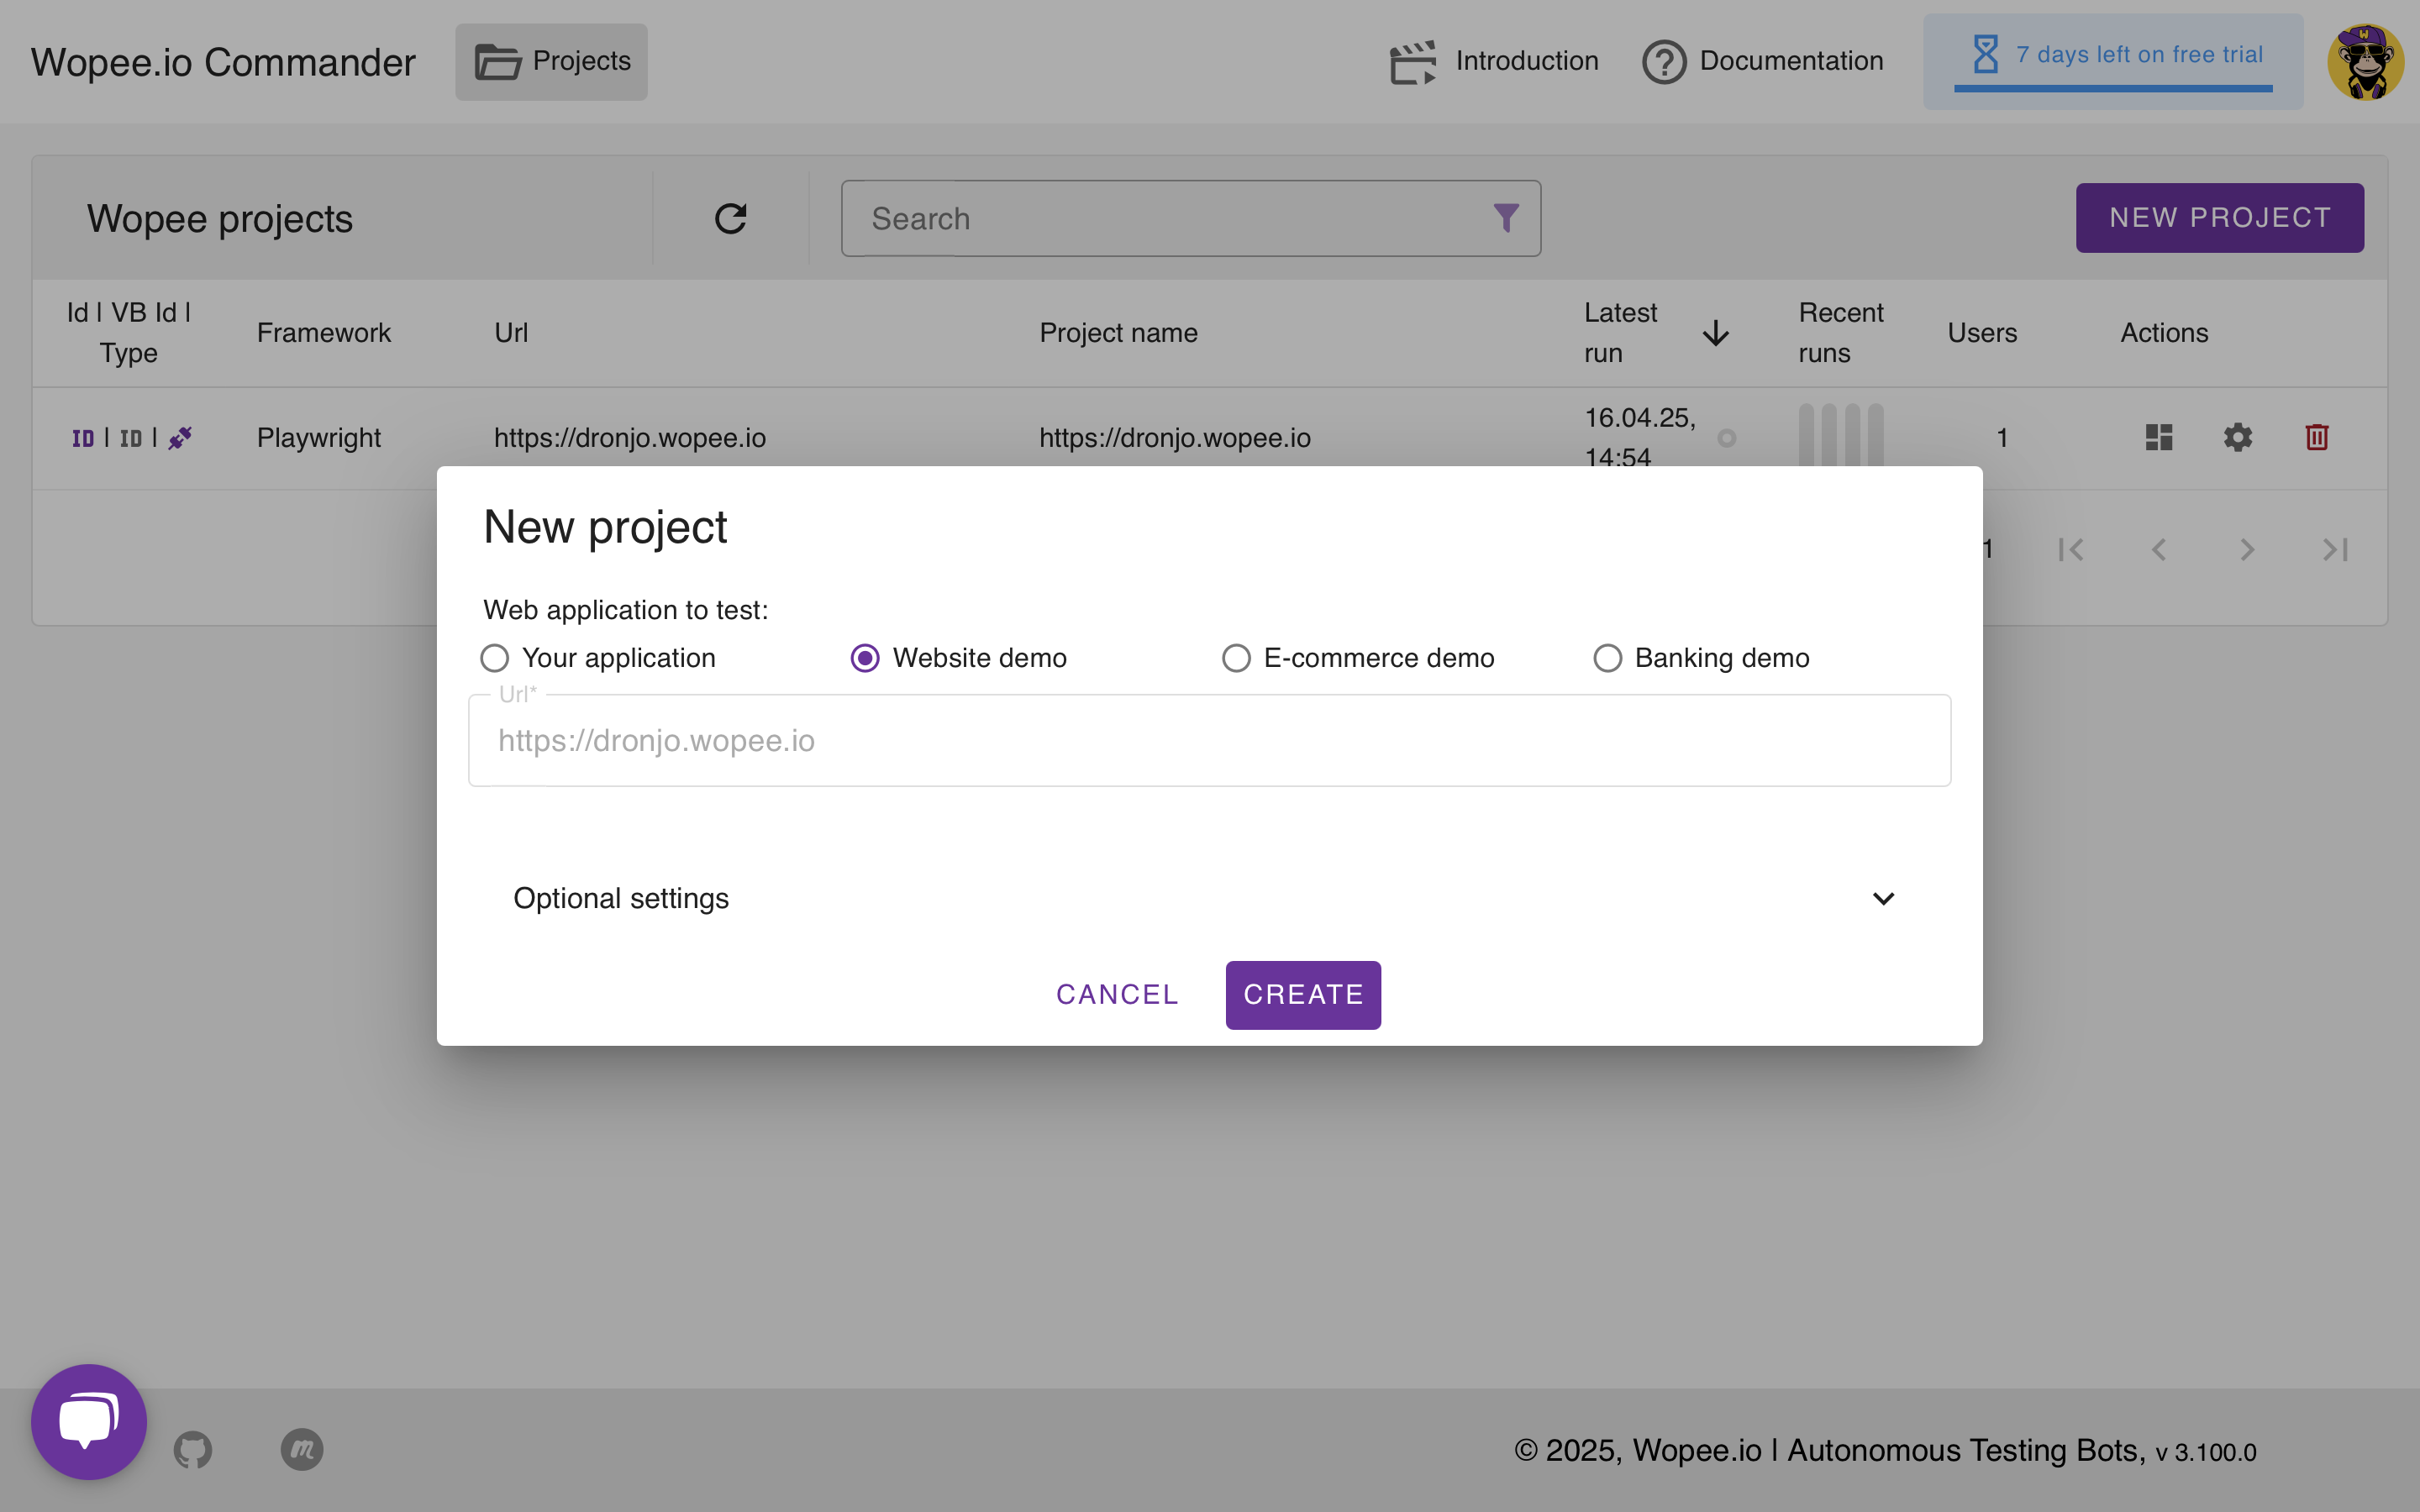 Wopee.io Commander
Projects
Introduction
Documentation
7 days left on free trial
Wopee projects
Search
NEW PROJECT
Id | VB Id |
Type
Framework
Url
Project name
Latest
run
Recent
runs
Users
Actions
ID | ID |
Playwright
https://dronjo.wopee.io
https://dronjo.wopee.io
16.04.25,
14:54
1
1
New project
Web application to test:
Your application
Website demo
E-commerce demo
Banking demo
Url*
https://dronjo.wopee.io
Optional settings
CANCEL
CREATE
© 2025, Wopee.io | Autonomous Testing Bots, v 3.100.0